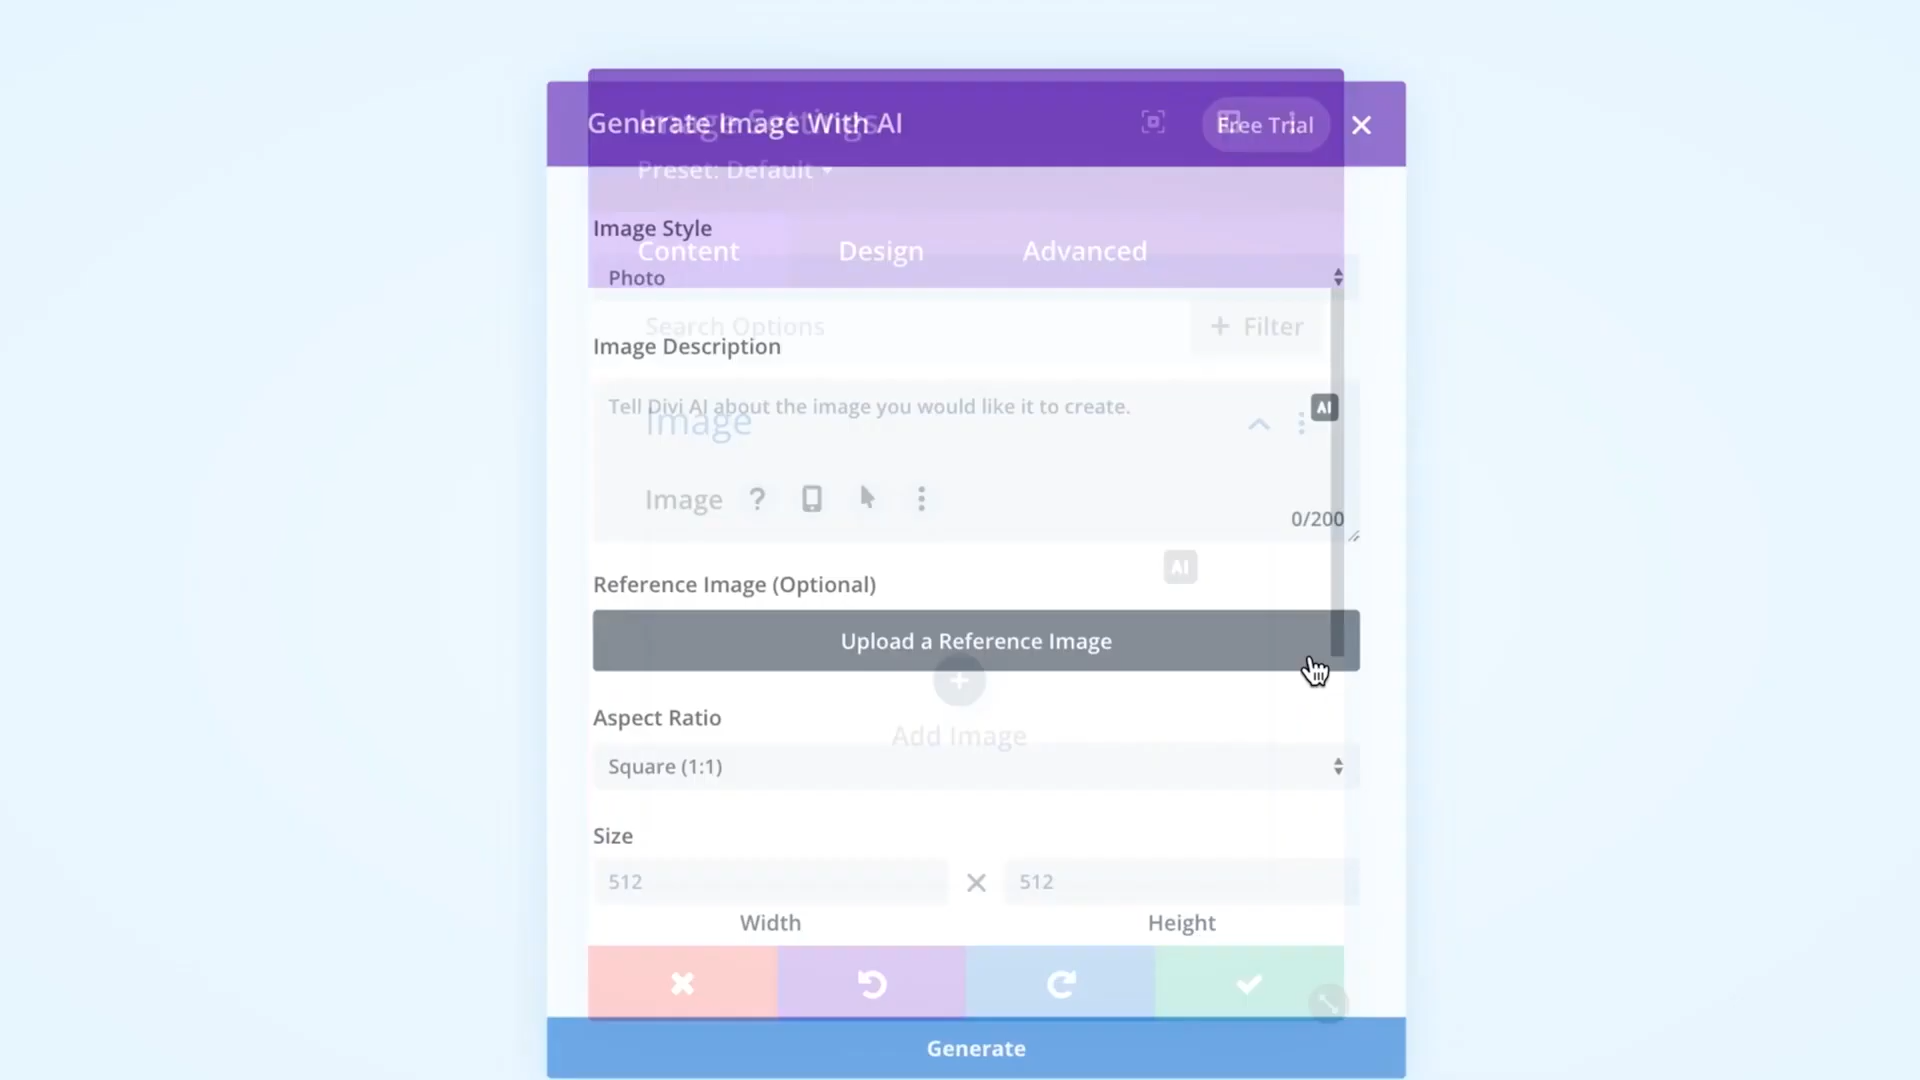 Generate Image With AI
Image Settings
Free Trial
Preset: Default
Image Style
Content
Design
Advanced
Photo
Search Options
+ Filter
Image Description
Tell Divi AI about the image you would like it to create.
AI
Image
Image
?
0/200
AI
Reference Image (Optional)
Upload a Reference Image
Add Image
Aspect Ratio
Square (1:1)
Size
512
512
Width
Height
Generate